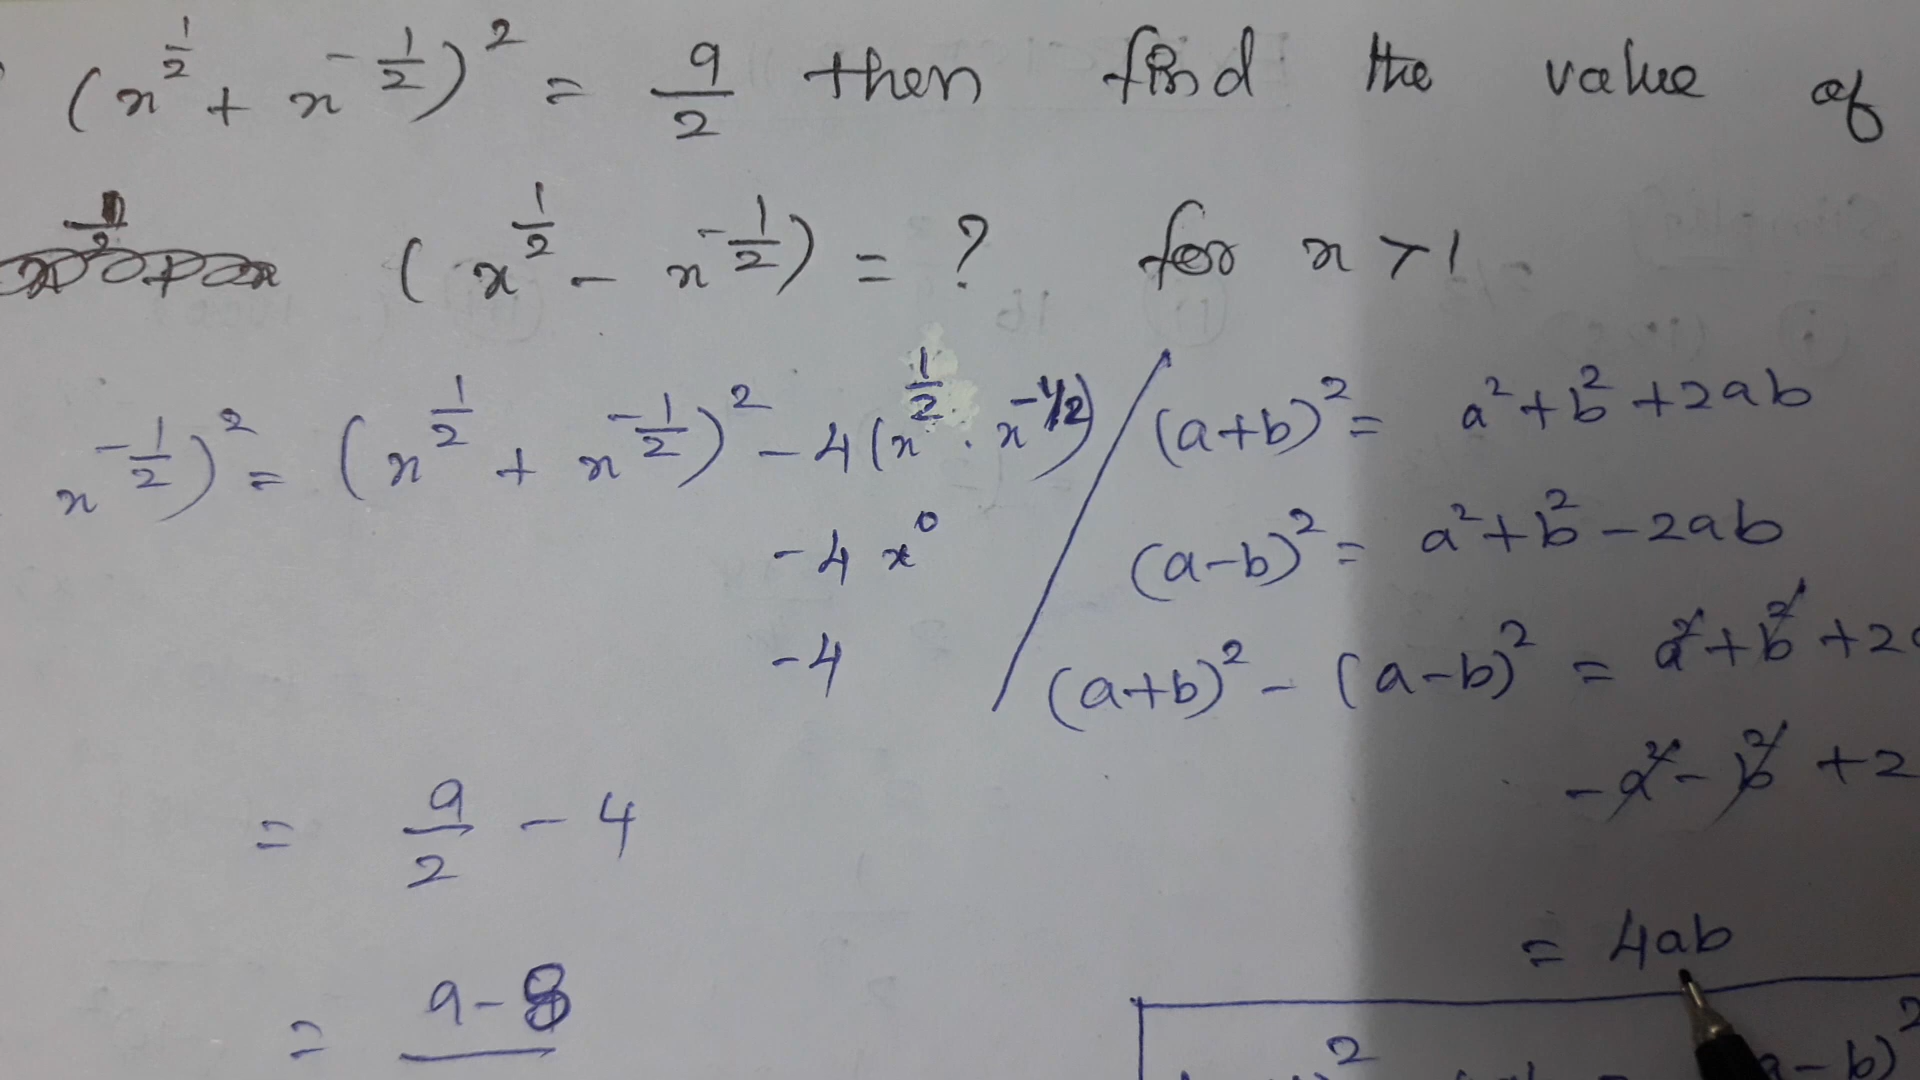 (x^{1/2} + x^{-1/2})^2 = 9/2 then find the value of
(x^{1/2} - x^{-1/2}) = ? for x > 1
x^{-1/2})^2 = (x^{1/2} + x^{-1/2})^2 - 4(x^{1/2} . x^{-1/2})
-4 x^0
-4
= 9/2 - 4
= 9-8
(a+b)^2 = a^2+b^2+2ab
(a-b)^2 = a^2+b^2-2ab
(a+b)^2 - (a-b)^2 = a^2+b^2+2
-a^2-b^2+2
= 4ab
a-b)^2